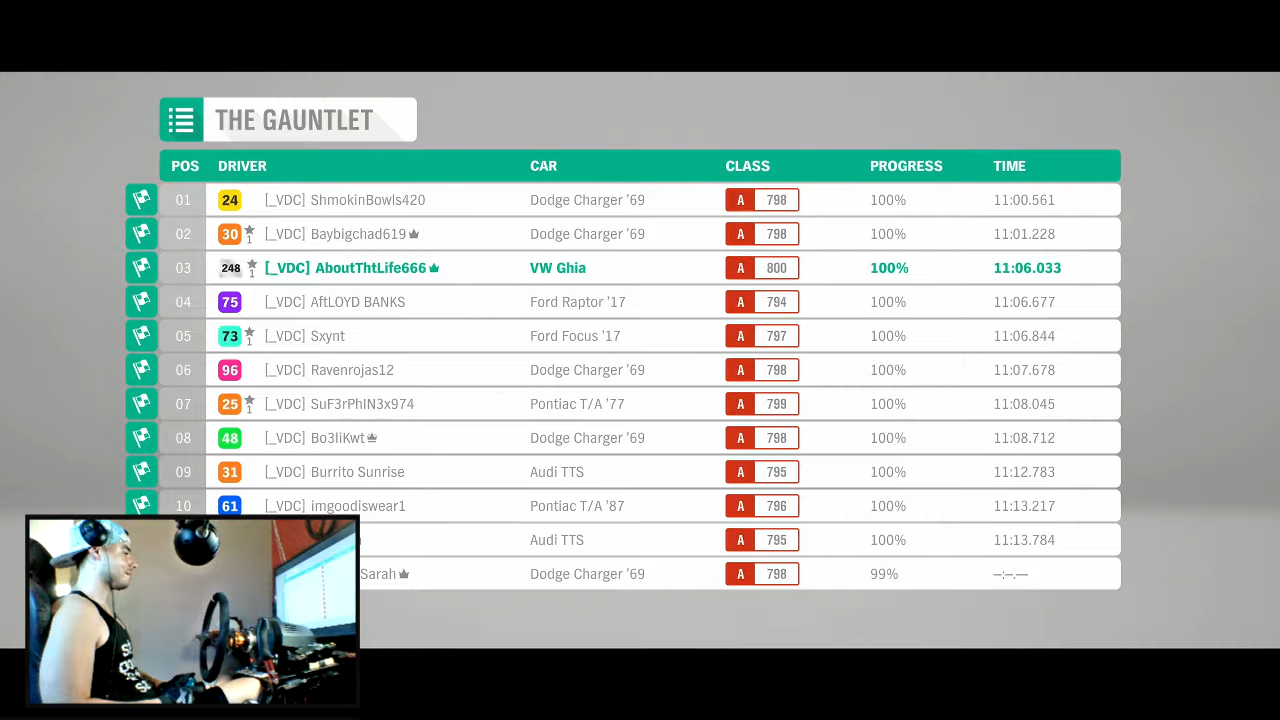 THE GAUNTLET
POS DRIVER CAR CLASS PROGRESS TIME
01 24 [_VDC] ShmokinBowls420 Dodge Charger '69 A 798 100% 11:00.561
02 30 1 [_VDC] Baybigchad619 Dodge Charger '69 A 798 100% 11:01.228
03 248 1 [_VDC] AboutThtLife666 VW Ghia A 800 100% 11:06.033
04 75 [_VDC] AftLOYD BANKS Ford Raptor '17 A 794 100% 11:06.677
05 73 1 [_VDC] Sxynt Ford Focus '17 A 797 100% 11:06.844
06 96 [_VDC] Ravenrojas12 Dodge Charger '69 A 798 100% 11:07.678
07 25 1 [_VDC] SuF3rPhIN3x974 Pontiac T/A '77 A 799 100% 11:08.045
08 48 [_VDC] Bo3liKwt Dodge Charger '69 A 798 100% 11:08.712
09 31 [_VDC] Burrito Sunrise Audi TTS A 795 100% 11:12.783
10 61 [_VDC] imgoodiswear1 Pontiac T/A '87 A 796 100% 11:13.217
Audi TTS A 795 100% 11:13.784
Sarah Dodge Charger '69 A 798 99% --:--.---